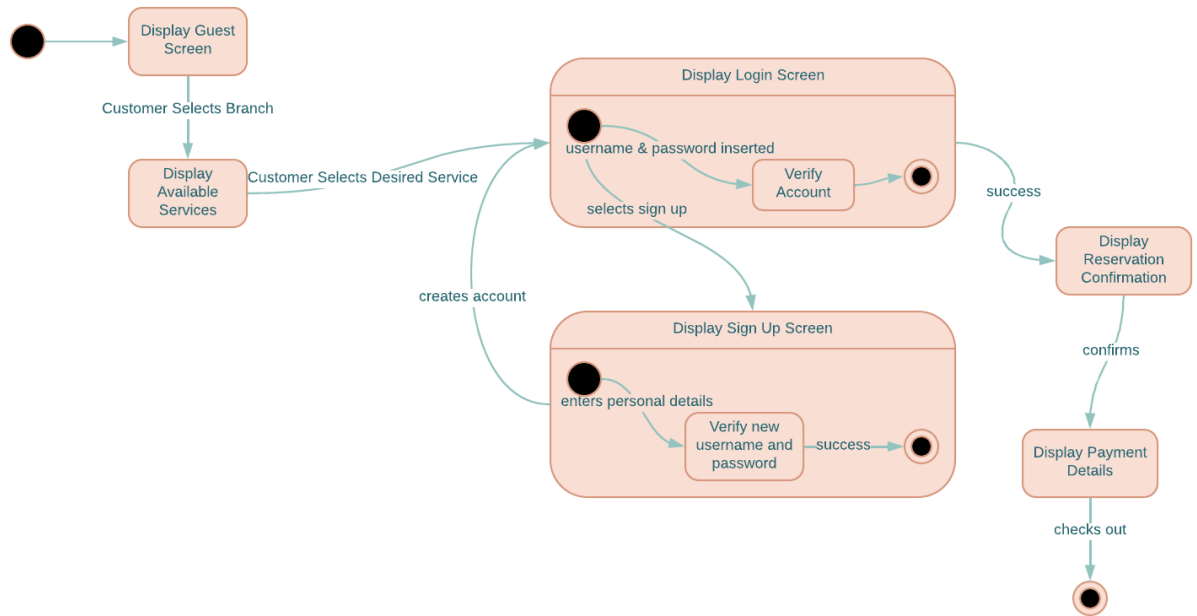 Display Guest
Screen
Customer Selects Branch
Display
Available
Services
Customer Selects Desired Service
Display Login Screen
username & password inserted
Verify
Account
selects sign up
success
Display
Reservation
Confirmation
creates account
Display Sign Up Screen
enters personal details
Verify new
username and
password
success
confirms
Display Payment
Details
checks out